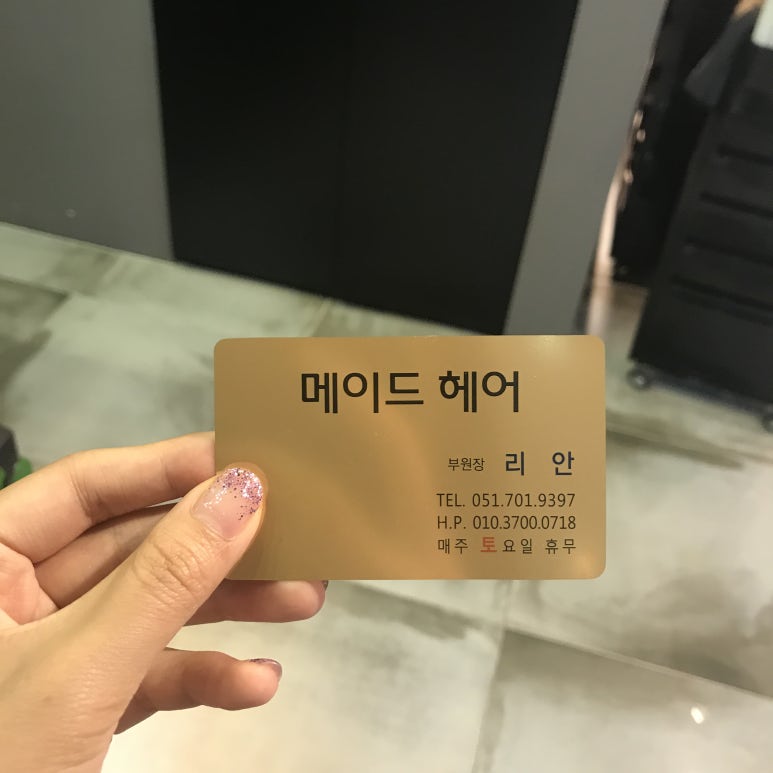 메이드 헤어
부원장 리 안
TEL. 051.701.9397
H.P. 010.3700.0718
매주 토요일 휴무